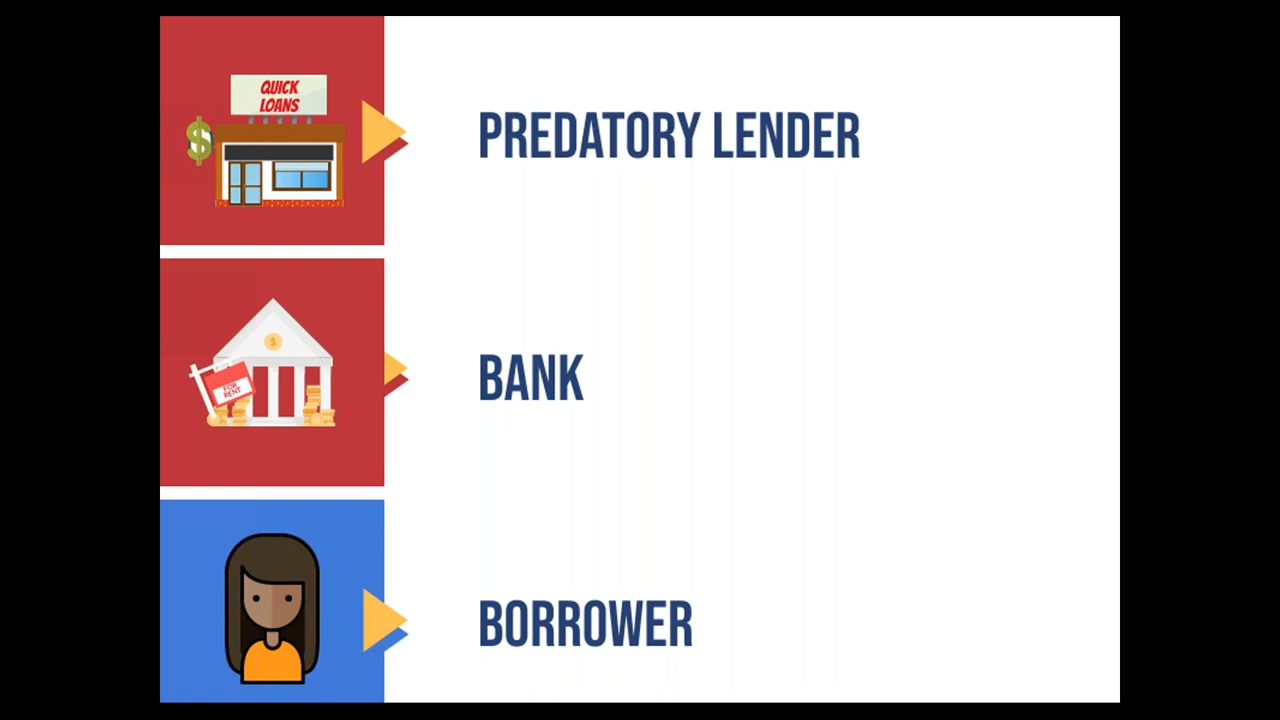 QUICK
LOANS
$
PREDATORY LENDER
$
FOR
RENT
BANK
BORROWER